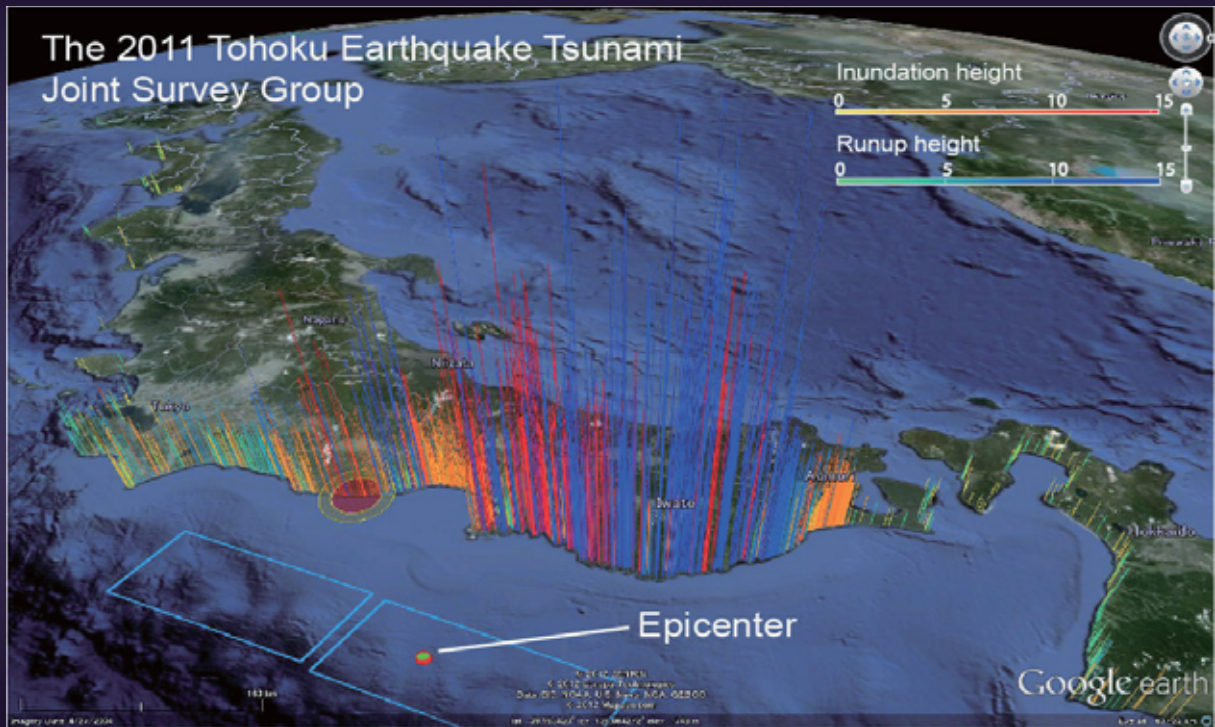 The 2011 Tohoku Earthquake Tsunami
Joint Survey Group
Inundation height
0 5 10 15
Runup height
0 5 10 15
Nagano
Niigata
Tokyo
Aomori
Iwate
Hokkaido
Epicenter
Google earth